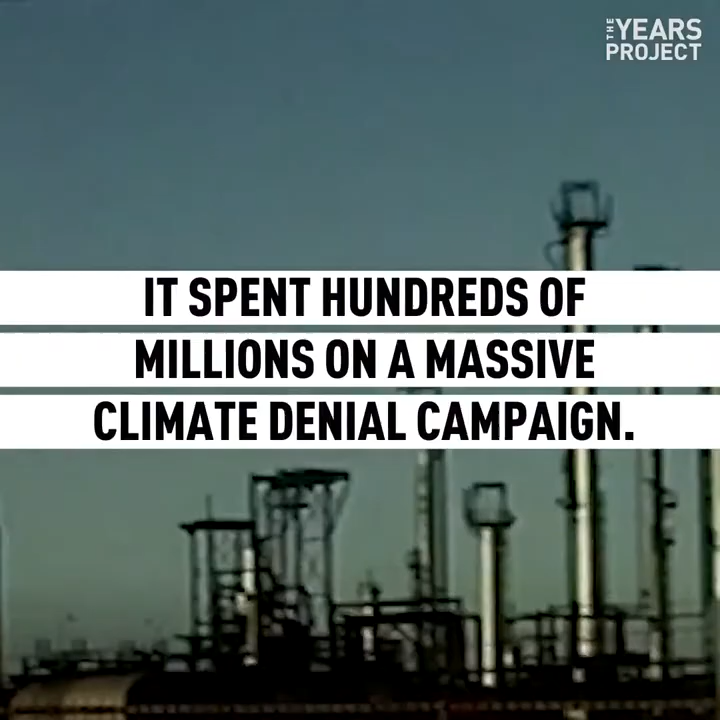 THE YEARS
PROJECT
IT SPENT HUNDREDS OF
MILLIONS ON A MASSIVE
CLIMATE DENIAL CAMPAIGN.